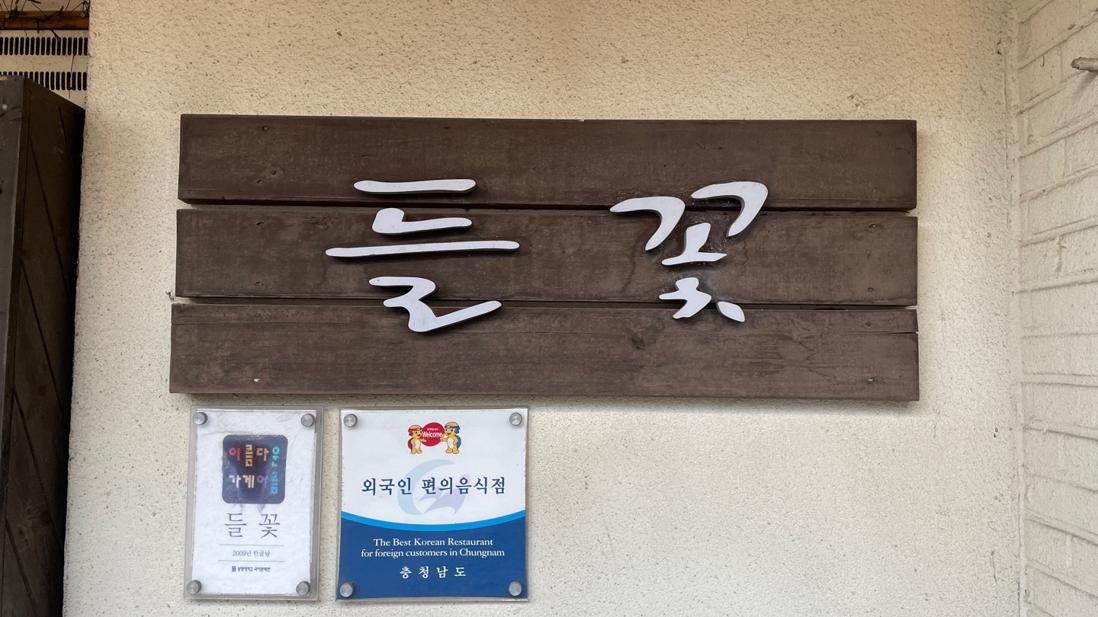 들 꽃
아름다운
가게이름
들 꽃
2009년 한글날
Welcome
외국인 편의음식점
The Best Korean Restaurant
for foreign customers in Chungnam
충청남도